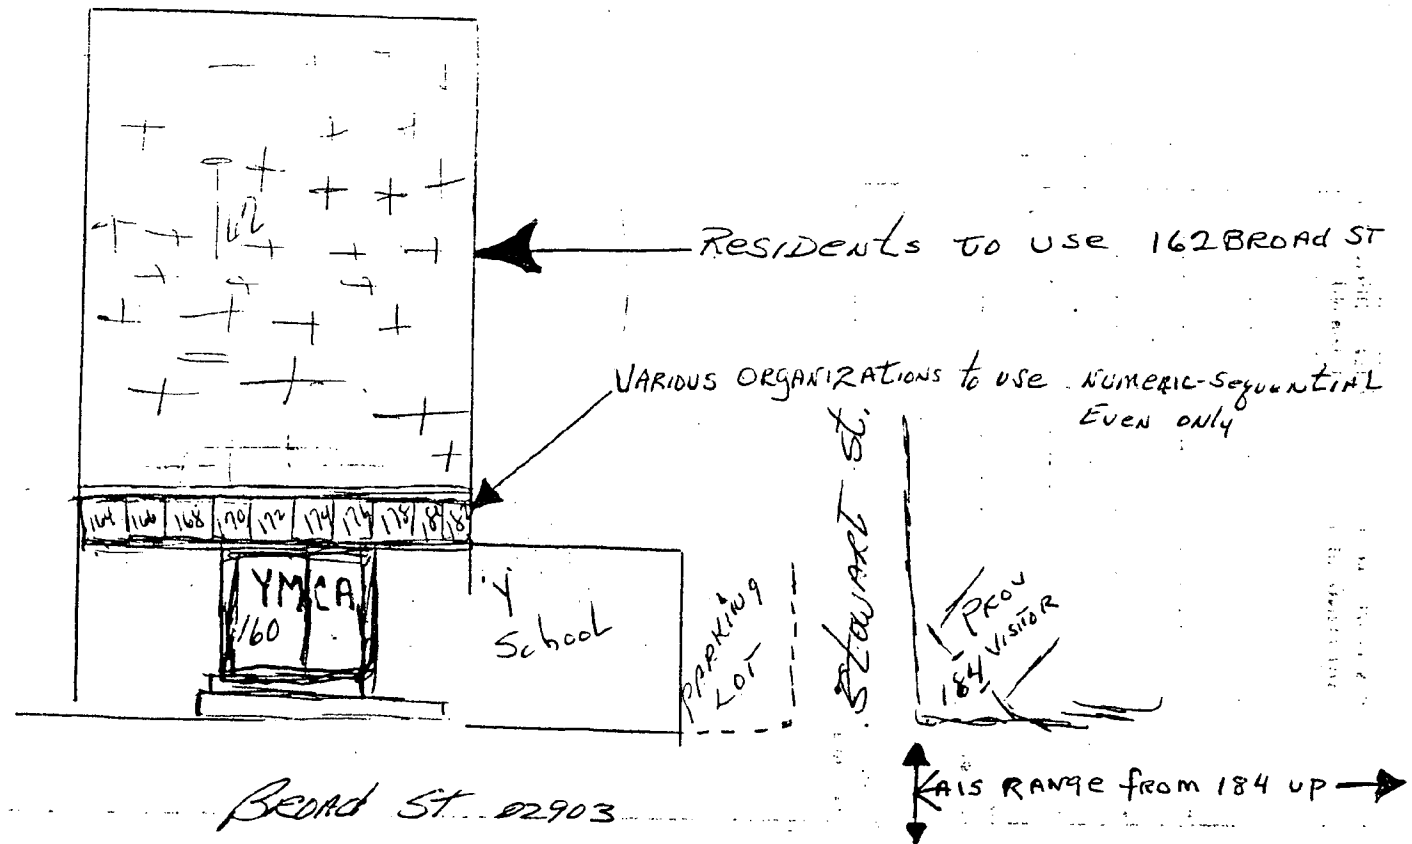 162
RESIDENTS TO USE 162 BROAD ST
VARIOUS ORGANIZATIONS to USE NUMERIC-SEQUENTIAL
EVEN ONLY
164 166 168 170 172 174 176 178 180 182
YMCA
160
'Y'
School
PARKING
LOT
STEWART St.
PROV
VISITOR
184
RANGE from 184 UP
BROAD ST 02903